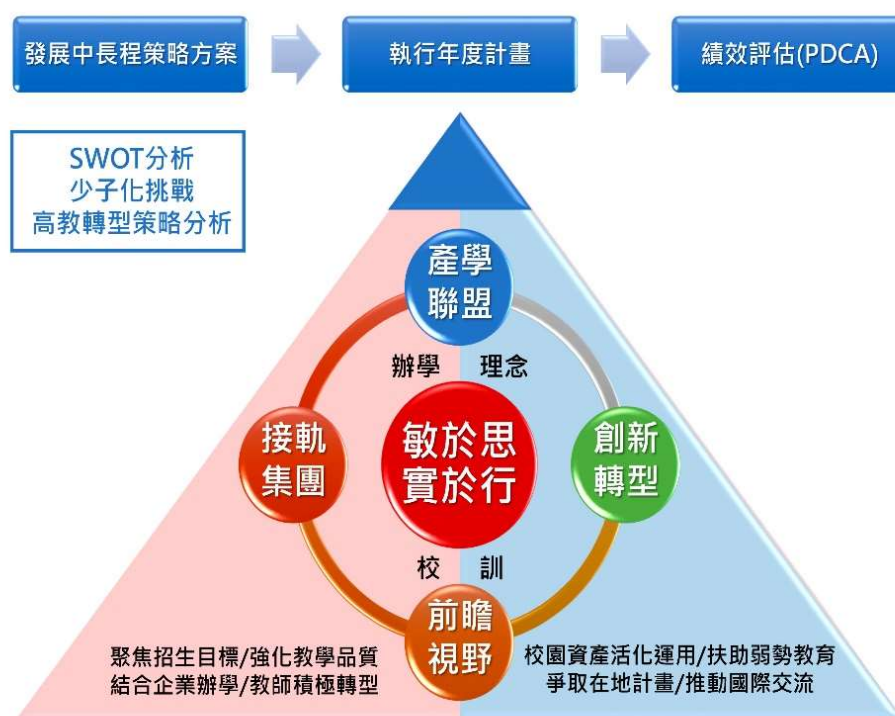 發展中長程策略方案
執行年度計畫
績效評估(PDCA)
SWOT分析
少子化挑戰
高教轉型策略分析
產學
聯盟
辦學 理念
接軌
集團
敏於思
實於行
創新
轉型
校 訓
前瞻
視野
聚焦招生目標/強化教學品質
結合企業辦學/教師積極轉型
校園資產活化運用/扶助弱勢教育
爭取在地計畫/推動國際交流